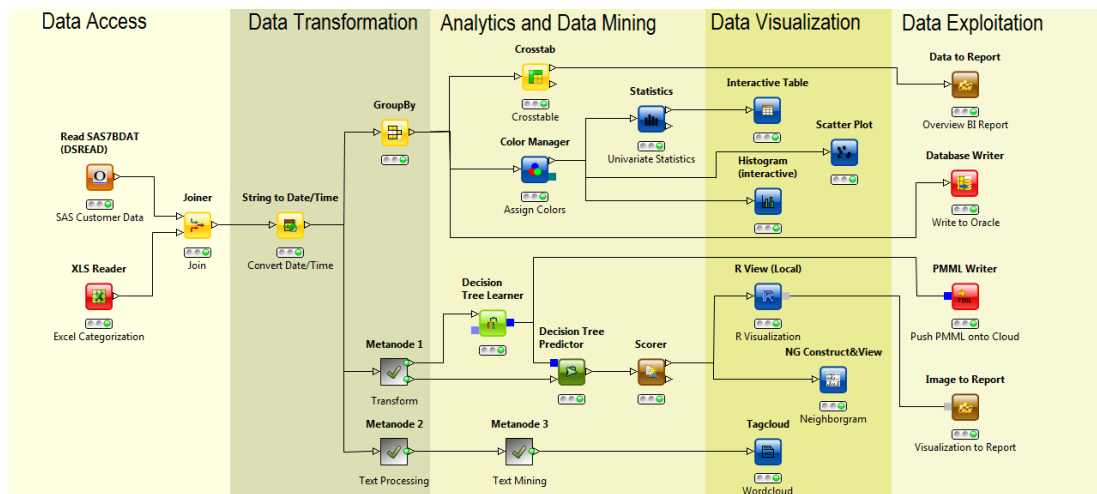 Data Access
Data Transformation
Analytics and Data Mining
Data Visualization
Data Exploitation
Read SAS7BDAT
(DSREAD)
SAS Customer Data
XLS Reader
Excel Categorization
Joiner
Join
String to Date/Time
Convert Date/Time
GroupBy
Metanode 1
Transform
Metanode 2
Text Processing
Crosstab
Crosstable
Color Manager
Assign Colors
Statistics
Univariate Statistics
Decision
Tree Learner
Decision Tree
Predictor
Scorer
Metanode 3
Text Mining
Interactive Table
Scatter Plot
Histogram
(interactive)
R View (Local)
R
R Visualization
NG Construct&View
Neighborgram
Tagcloud
Wordcloud
Data to Report
Overview BI Report
Database Writer
Write to Oracle
PMML Writer
Push PMML onto Cloud
Image to Report
Visualization to Report